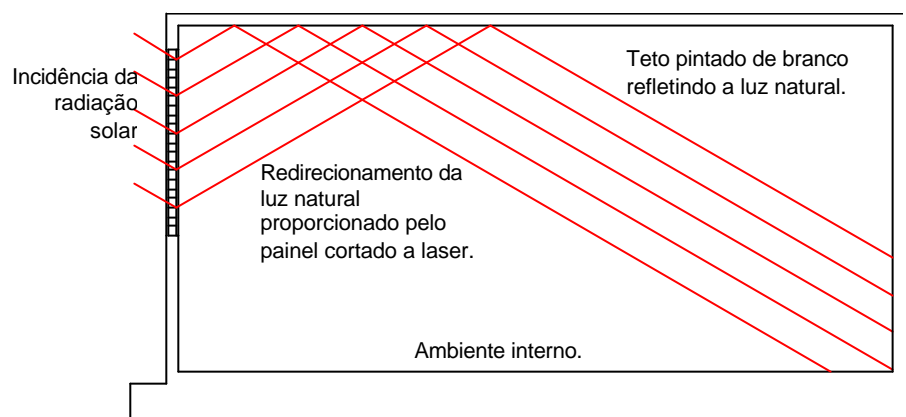 Incidência da
radiação
solar
Teto pintado de branco
refletindo a luz natural.
Redirecionamento da
luz natural
proporcionado pelo
painel cortado a laser.
Ambiente interno.